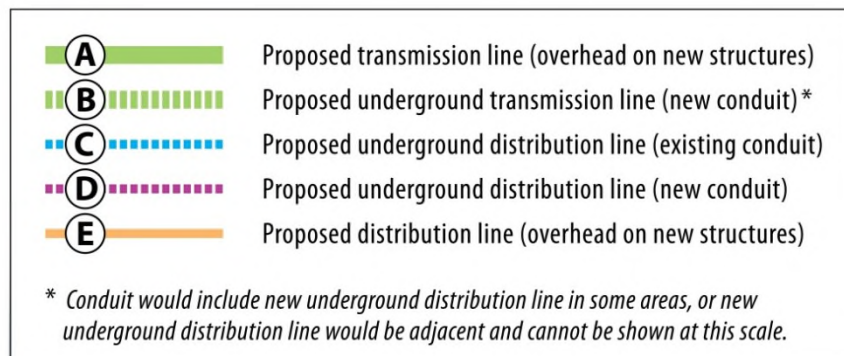 A Proposed transmission line (overhead on new structures)
B Proposed underground transmission line (new conduit)*
C Proposed underground distribution line (existing conduit)
D Proposed underground distribution line (new conduit)
E Proposed distribution line (overhead on new structures)
* Conduit would include new underground distribution line in some areas, or new
underground distribution line would be adjacent and cannot be shown at this scale.